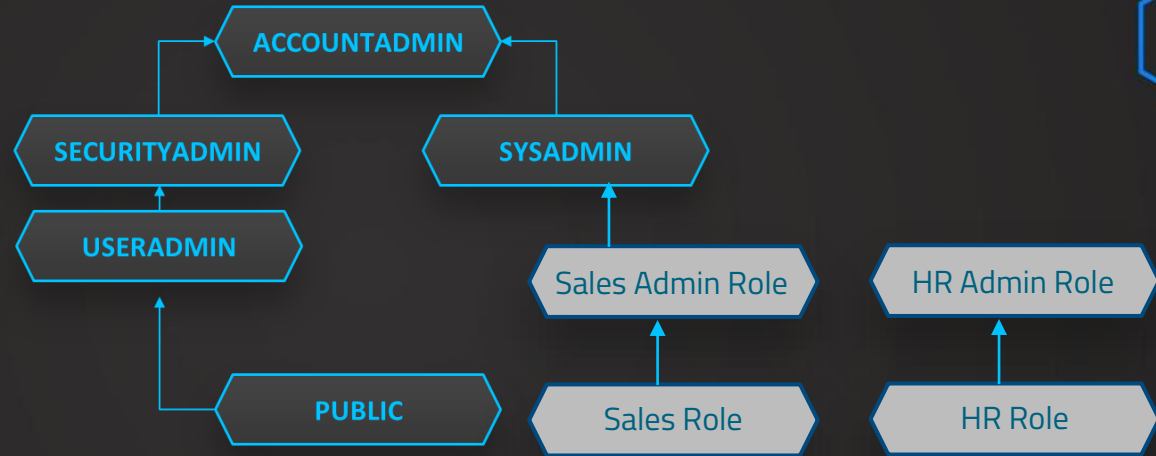 ACCOUNTADMIN
SECURITYADMIN
SYSADMIN
USERADMIN
Sales Admin Role
HR Admin Role
PUBLIC
Sales Role
HR Role